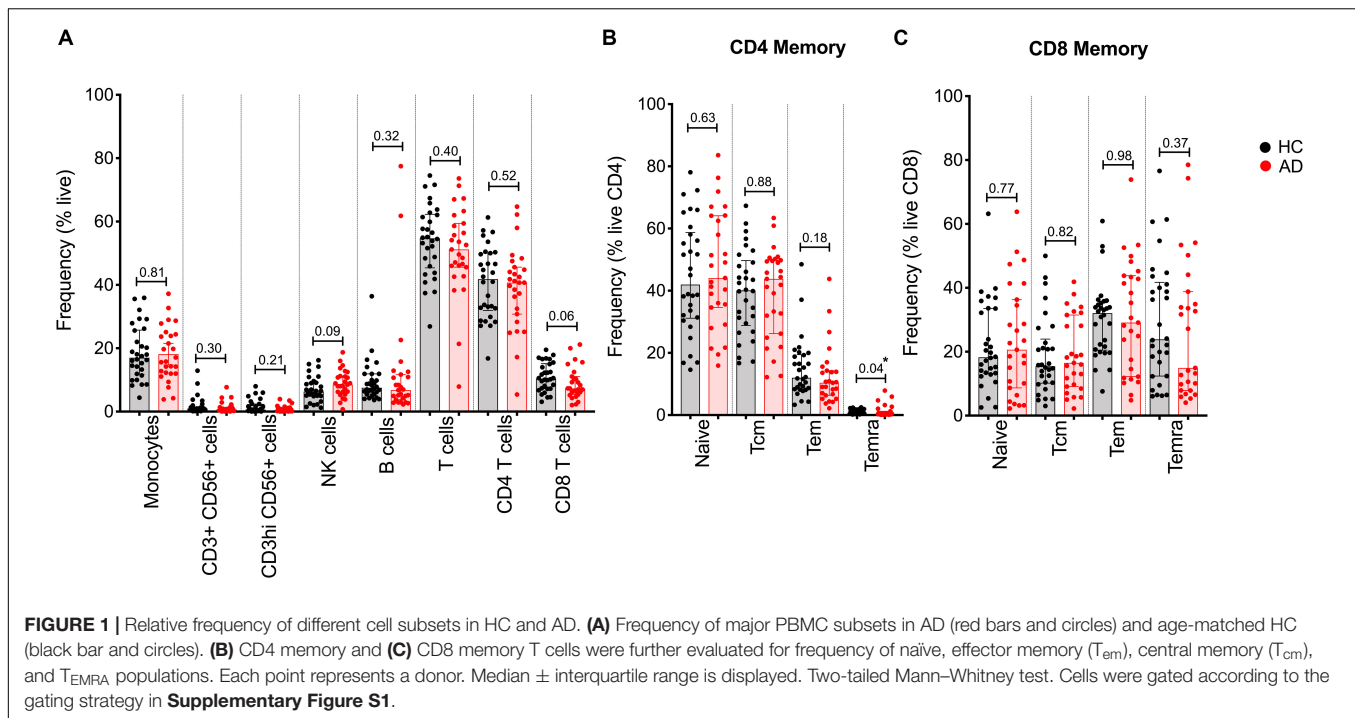 A
B
C
CD4 Memory
CD8 Memory
Frequency (% live)
100
80
60
40
20
0
0.81
0.30
0.21
0.09
0.32
0.40
0.52
0.06
Monocytes
CD3+ CD56+ cells
CD3hi CD56+ cells
NK cells
B cells
T cells
CD4 T cells
CD8 T cells
Frequency (% live CD4)
100
80
60
40
20
0
0.63
0.88
0.18
0.04
*
Naive
Tcm
Tem
Temra
Frequency (% live CD8)
100
80
60
40
20
0
0.77
0.82
0.98
0.37
Naive
Tcm
Tem
Temra
HC
AD
FIGURE 1 | Relative frequency of different cell subsets in HC and AD. (A) Frequency of major PBMC subsets in AD (red bars and circles) and age-matched HC
(black bar and circles). (B) CD4 memory and (C) CD8 memory T cells were further evaluated for frequency of naïve, effector memory (Tem), central memory (Tcm),
and TEMRA populations. Each point represents a donor. Median ± interquartile range is displayed. Two-tailed Mann–Whitney test. Cells were gated according to the
gating strategy in Supplementary Figure S1.